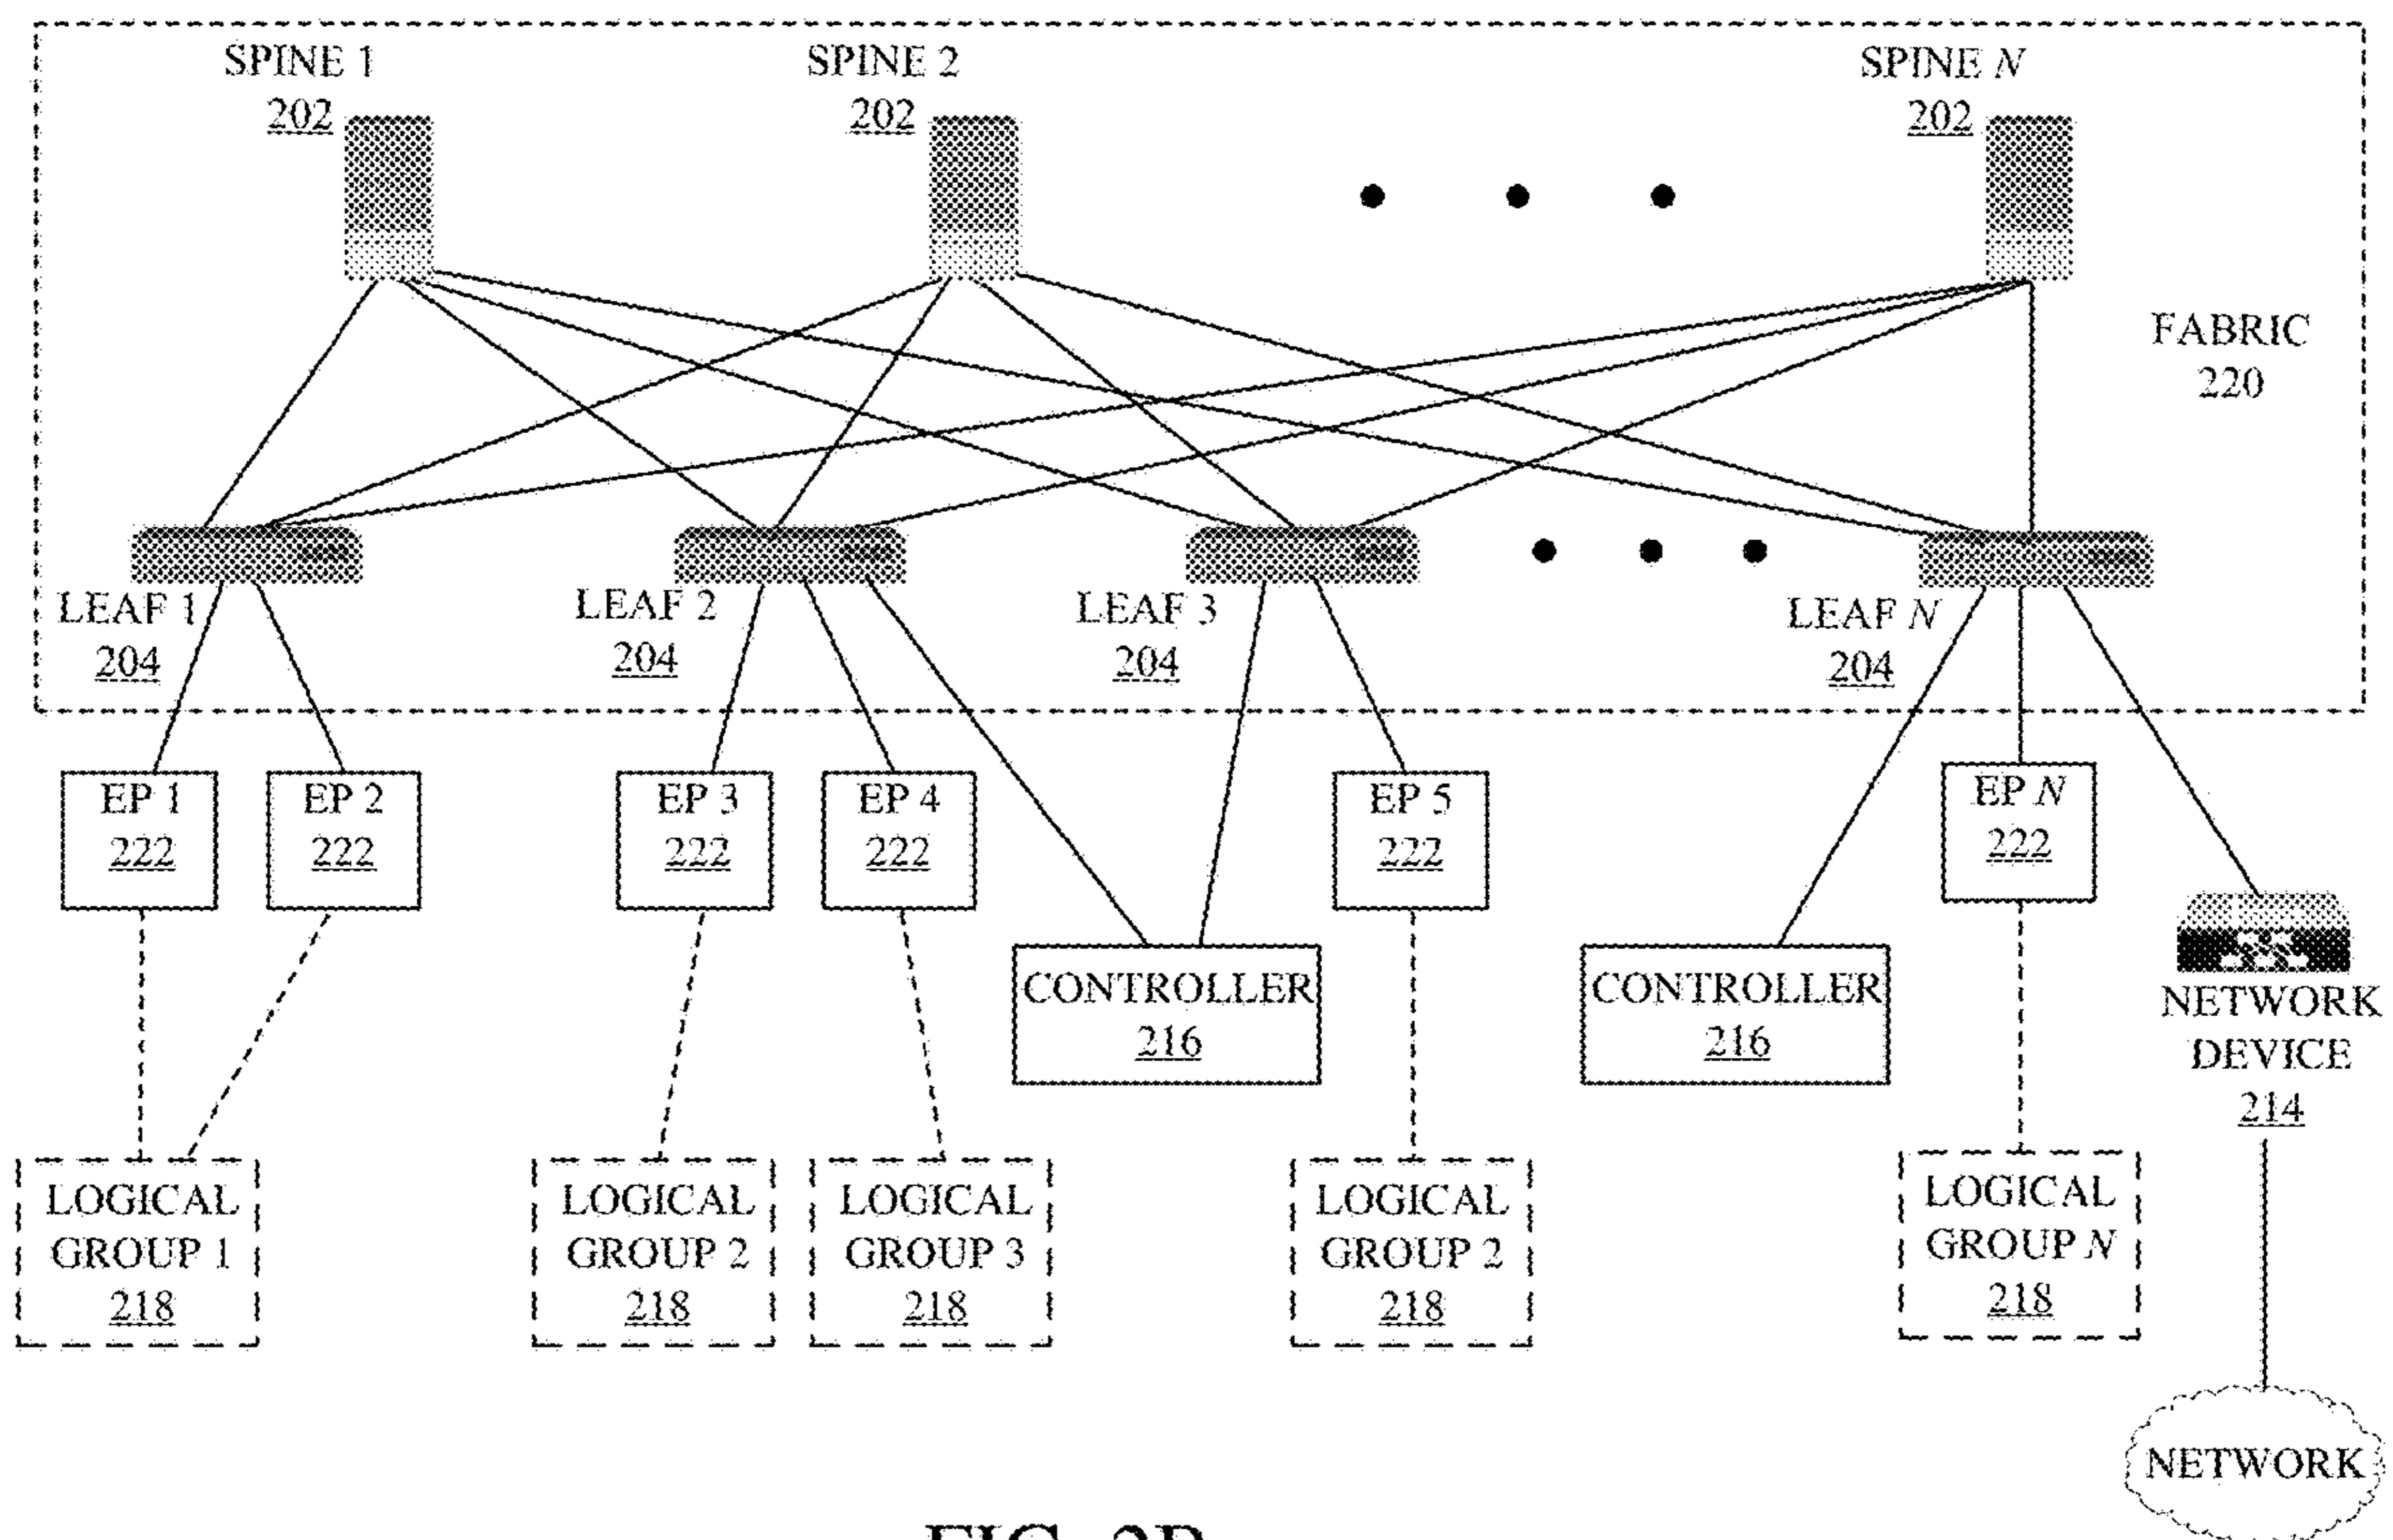 SPINE 1
202
SPINE 2
202
SPINE N
202
FABRIC
220
LEAF 1
204
LEAF 2
204
LEAF 3
204
LEAF N
204
EP 1
222
EP 2
222
EP 3
222
EP 4
222
EP 5
222
EP N
222
CONTROLLER
216
CONTROLLER
216
NETWORK
DEVICE
214
LOGICAL
GROUP 1
218
LOGICAL
GROUP 2
218
LOGICAL
GROUP 3
218
LOGICAL
GROUP 2
218
LOGICAL
GROUP N
218
NETWORK
FIG. 2B